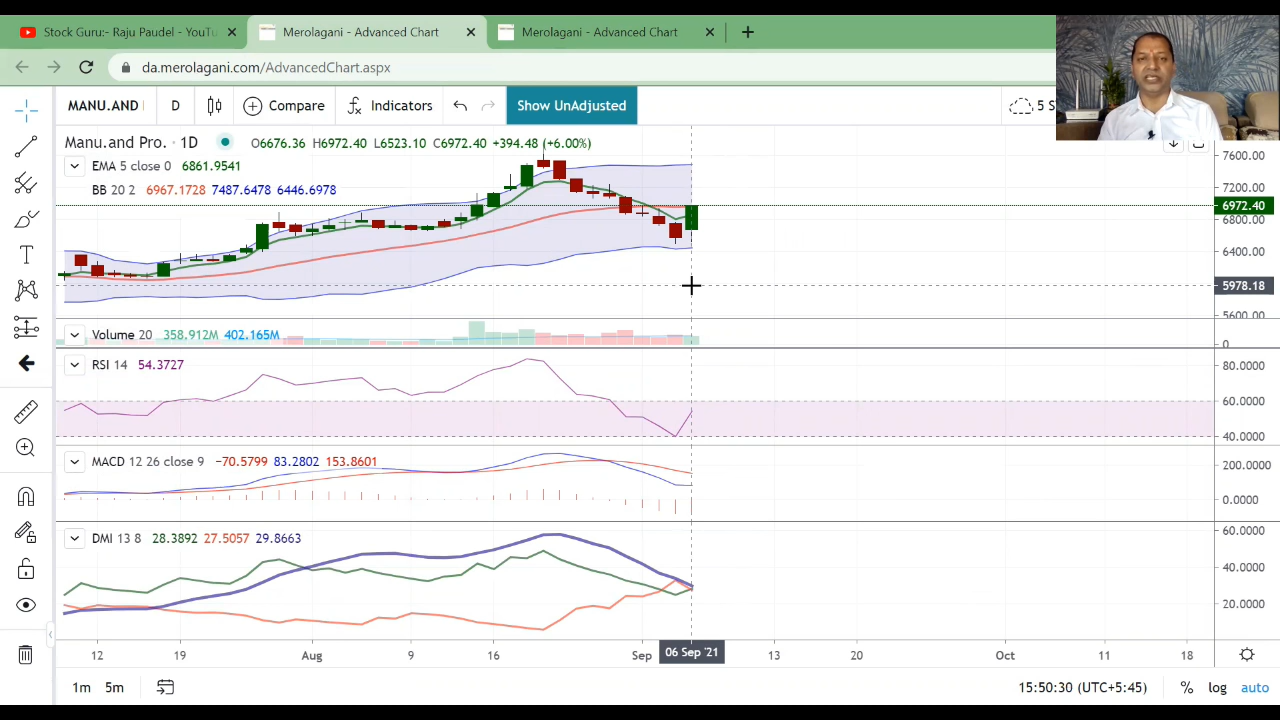 Stock Guru:- Raju Paudel - YouTu
Merolagani - Advanced Chart
Merolagani - Advanced Chart
da.merolagani.com/AdvancedChart.aspx
MANU.AND
D
Compare
Indicators
Show UnAdjusted
5 S
Manu.and Pro. · 1D
O6676.36 H6972.40 L6523.10 C6972.40 +394.48 (+6.00%)
EMA 5 close 0 6861.9541
BB 20 2 6967.1728 7487.6478 6446.6978
7600.00
7200.00
6972.40
6800.00
6400.00
5978.18
5600.00
Volume 20 358.912M 402.165M
0
RSI 14 54.3727
80.0000
60.0000
40.0000
MACD 12 26 close 9 −70.5799 83.2802 153.8601
200.0000
0.0000
DMI 13 8 28.3892 27.5057 29.8663
60.0000
40.0000
20.0000
12 19 Aug 9 16 Sep 06 Sep '21 13 20 Oct 11 18
1m 5m
15:50:30 (UTC+5:45)
% log auto